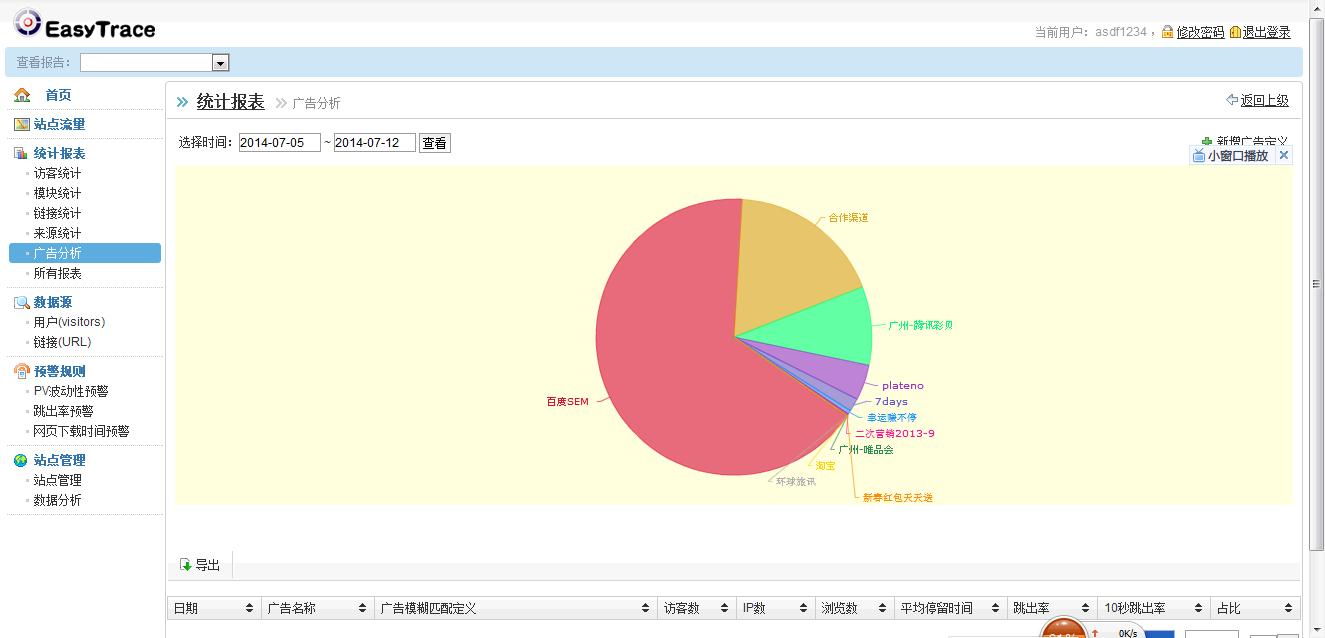 EasyTrace
当前用户：asdf1234， 修改密码 退出登录
查看报告：
首页
站点流量
统计报表
访客统计
模块统计
链接统计
来源统计
广告分析
所有报表
数据源
用户(visitors)
链接(URL)
预警规则
PV波动性预警
跳出率预警
网页下载时间预警
站点管理
站点管理
数据分析
统计报表 广告分析 返回上级
选择时间：2014-07-05 ~ 2014-07-12 查看 新增广告定义
小窗口播放
合作渠道
广州-腾讯彩贝
plateno
7days
百度SEM
幸运赚不停
二次营销2013-9
广州-唯品会
淘宝
环球旅讯
新春红包天天送
导出
日期 广告名称 广告模糊匹配定义 访客数 IP数 浏览数 平均停留时间 跳出率 10秒跳出率 占比
0K/s